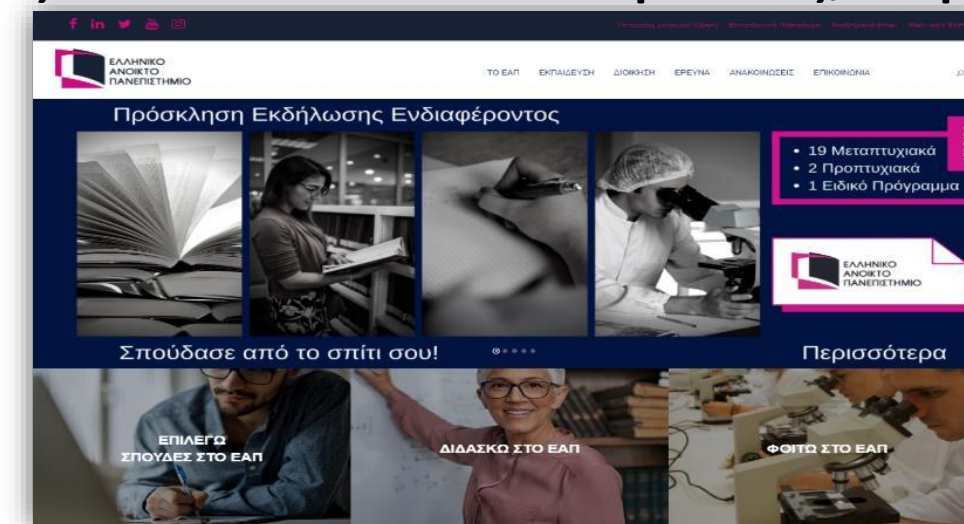 ΕΛΛΗΝΙΚΟ
ΑΝΟΙΚΤΟ
ΠΑΝΕΠΙΣΤΗΜΙΟ
ΤΟ ΕΑΠ ΕΚΠΑΙΔΕΥΣΗ ΔΙΟΙΚΗΣΗ ΕΡΕΥΝΑ ΑΝΑΚΟΙΝΩΣΕΙΣ ΕΠΙΚΟΙΝΩΝΙΑ
Πρόσκληση Εκδήλωσης Ενδιαφέροντος
• 19 Μεταπτυχιακά
• 2 Προπτυχιακά
• 1 Ειδικό Πρόγραμμα
ΕΛΛΗΝΙΚΟ
ΑΝΟΙΚΤΟ
ΠΑΝΕΠΙΣΤΗΜΙΟ
Σπούδασε από το σπίτι σου! Περισσότερα
ΕΠΙΛΕΓΩ
ΣΠΟΥΔΕΣ ΣΤΟ ΕΑΠ
ΔΙΔΑΣΚΩ ΣΤΟ ΕΑΠ
ΦΟΙΤΩ ΣΤΟ ΕΑΠ